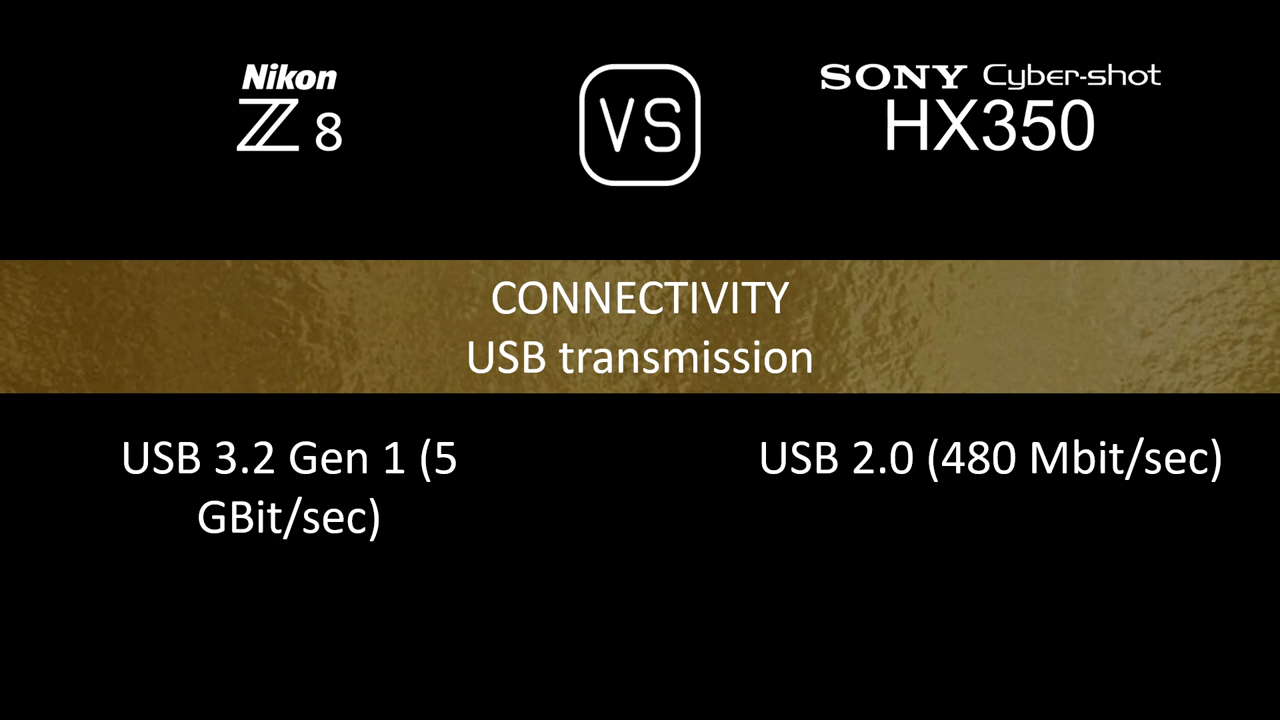 Nikon
Z 8
VS
SONY Cyber-shot
HX350
CONNECTIVITY
USB transmission
USB 3.2 Gen 1 (5
GBit/sec)
USB 2.0 (480 Mbit/sec)